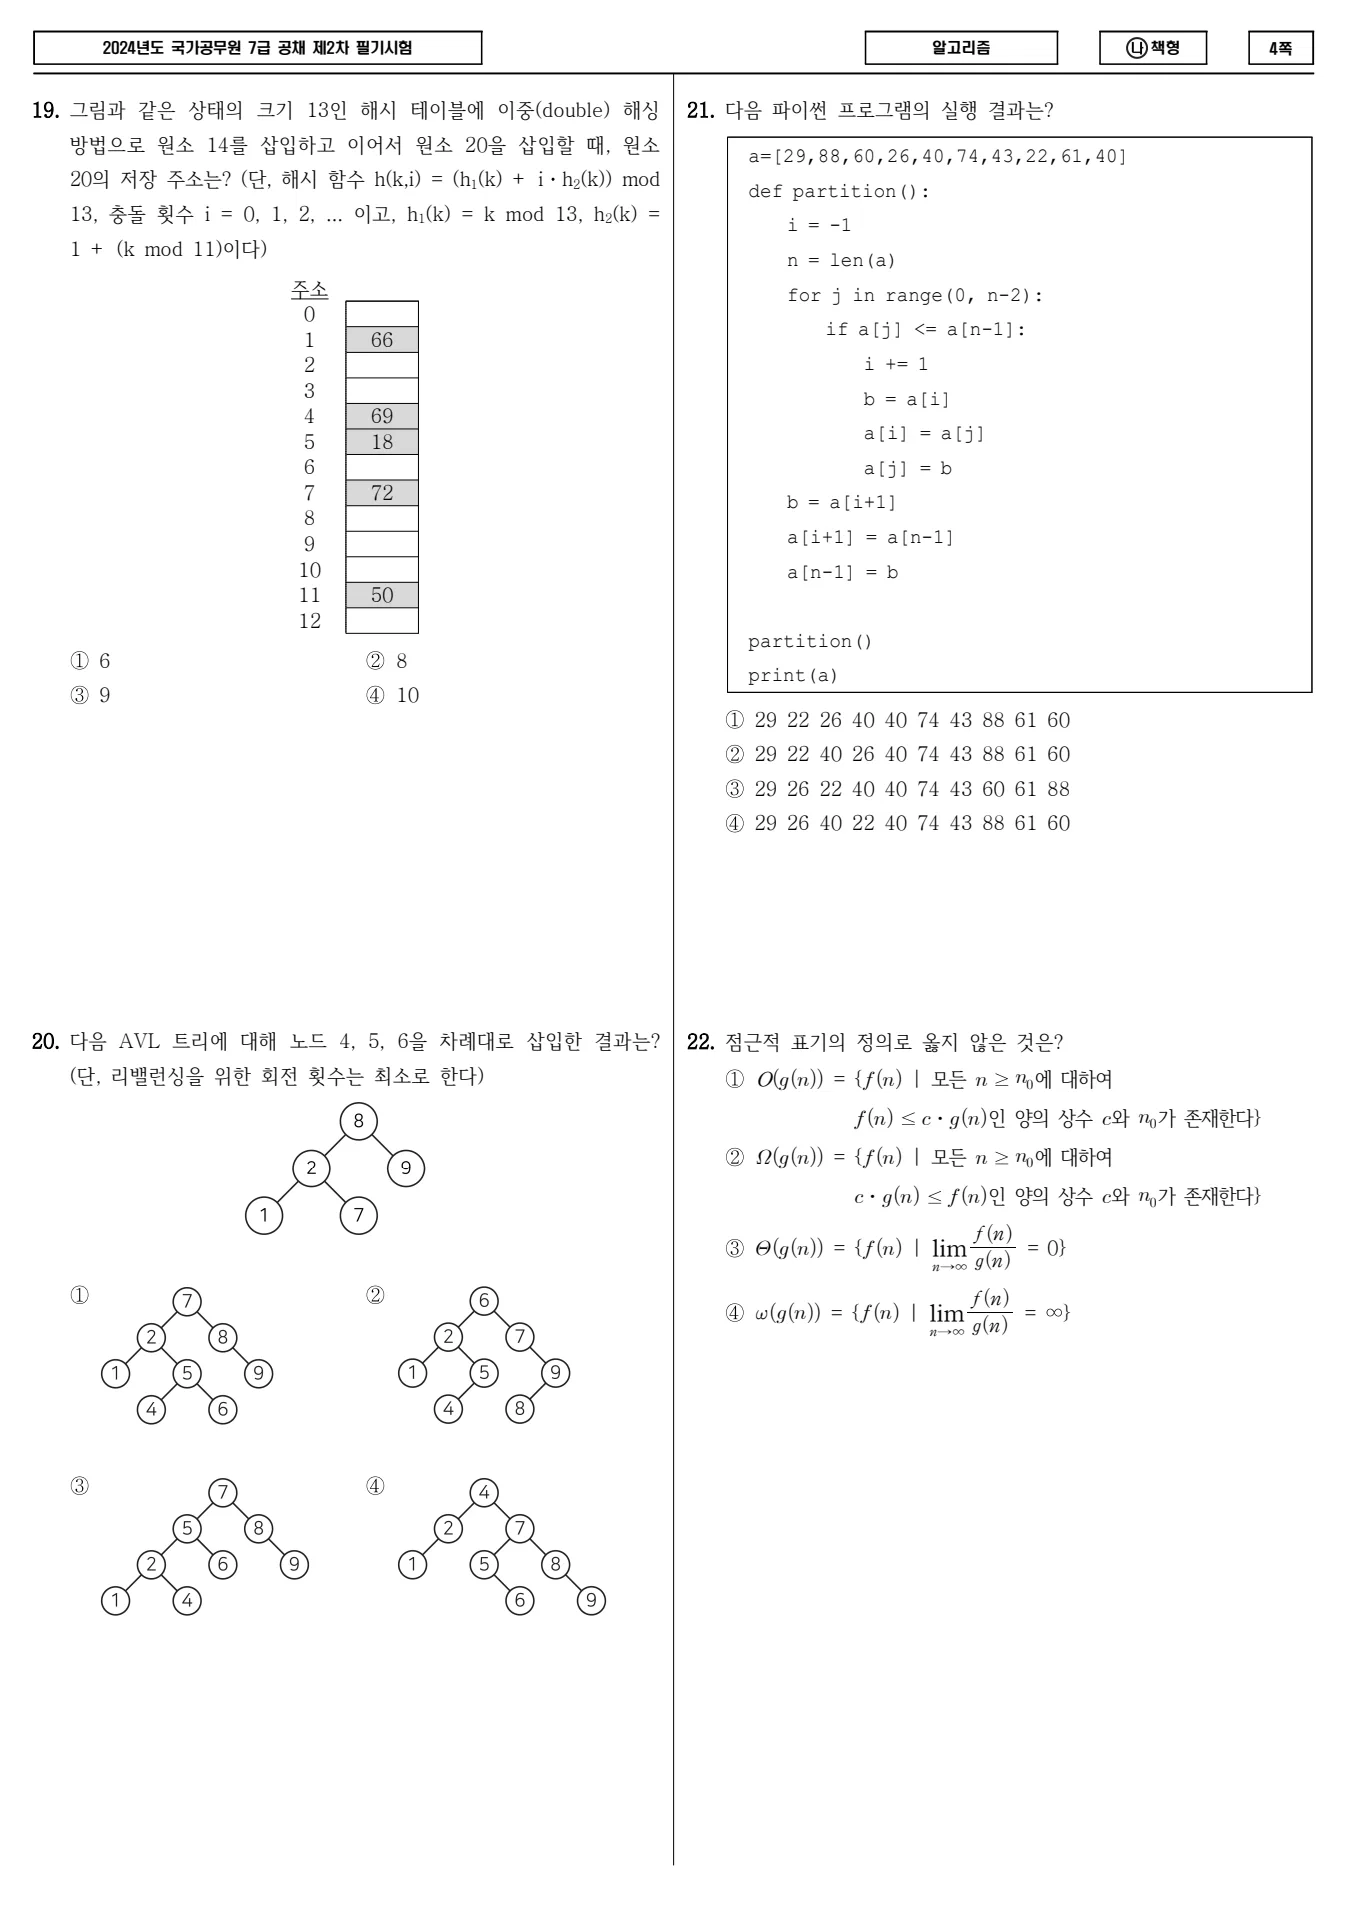 2024년도 국가공무원 7급 공채 제2차 필기시험
알고리즘
㉯책형
4쪽
19. 그림과 같은 상태의 크기 13인 해시 테이블에 이중(double) 해싱
방법으로 원소 14를 삽입하고 이어서 원소 20을 삽입할 때, 원소
20의 저장 주소는? (단, 해시 함수 h(k,i) = (h₁(k) + i·h₂(k)) mod
13, 충돌 횟수 i = 0, 1, 2, ... 이고, h₁(k) = k mod 13, h₂(k) =
1 + (k mod 11)이다)
주소
0
1 66
2
3
4 69
5 18
6
7 72
8
9
10
11 50
12
① 6 ② 8
③ 9 ④ 10
20. 다음 AVL 트리에 대해 노드 4, 5, 6을 차례대로 삽입한 결과는?
(단, 리밸런싱을 위한 회전 횟수는 최소로 한다)
8
2 9
1 7
①
7
2 8
1 5 9
4 6
②
6
2 7
1 5 9
4 8
③
7
5 8
2 6 9
1 4
④
4
2 7
1 5 8
6 9
21. 다음 파이썬 프로그램의 실행 결과는?
a=[29,88,60,26,40,74,43,22,61,40]
def partition():
i = -1
n = len(a)
for j in range(0, n-2):
if a[j] <= a[n-1]:
i += 1
b = a[i]
a[i] = a[j]
a[j] = b
b = a[i+1]
a[i+1] = a[n-1]
a[n-1] = b
partition()
print(a)
① 29 22 26 40 40 74 43 88 61 60
② 29 22 40 26 40 74 43 88 61 60
③ 29 26 22 40 40 74 43 60 61 88
④ 29 26 40 22 40 74 43 88 61 60
22. 점근적 표기의 정의로 옳지 않은 것은?
① O(g(n)) = {f(n) | 모든 n ≥ n₀에 대하여
f(n) ≤ c·g(n)인 양의 상수 c와 n₀가 존재한다}
② Ω(g(n)) = {f(n) | 모든 n ≥ n₀에 대하여
c·g(n) ≤ f(n)인 양의 상수 c와 n₀가 존재한다}
③ Θ(g(n)) = {f(n) | lim n→∞ f(n)/g(n) = 0}
④ ω(g(n)) = {f(n) | lim n→∞ f(n)/g(n) = ∞}